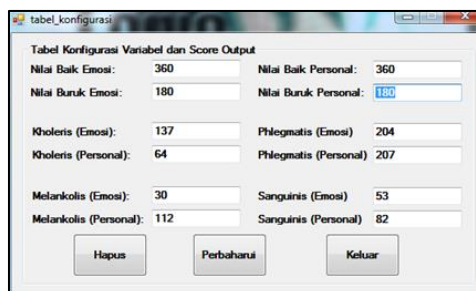 tabel_konfigurasi
Tabel Konfigurasi Variabel dan Score Output
Nilai Baik Emosi: 360 Nilai Baik Personal: 360
Nilai Buruk Emosi: 180 Nilai Buruk Personal: 180
Kholeris (Emosi): 137 Phlegmatis (Emosi) 204
Kholeris (Personal): 64 Phlegmatis (Personal) 207
Melankolis (Emosi): 30 Sanguinis (Emosi) 53
Melankolis (Personal): 112 Sanguinis (Personal) 82
Hapus Perbaharui Keluar